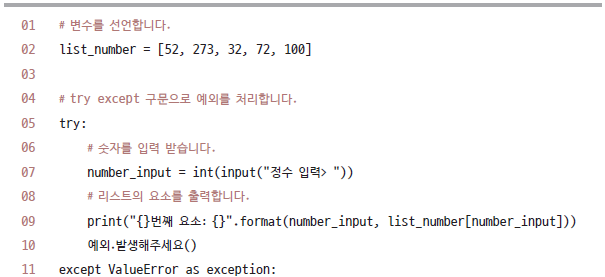 01 # 변수를 선언합니다.
02 list_number = [52, 273, 32, 72, 100]
03
04 # try except 구문으로 예외를 처리합니다.
05 try:
06 # 숫자를 입력 받습니다.
07 number_input = int(input("정수 입력> "))
08 # 리스트의 요소를 출력합니다.
09 print("{}번째 요소: {}".format(number_input, list_number[number_input]))
10 예외.발생해주세요()
11 except ValueError as exception: